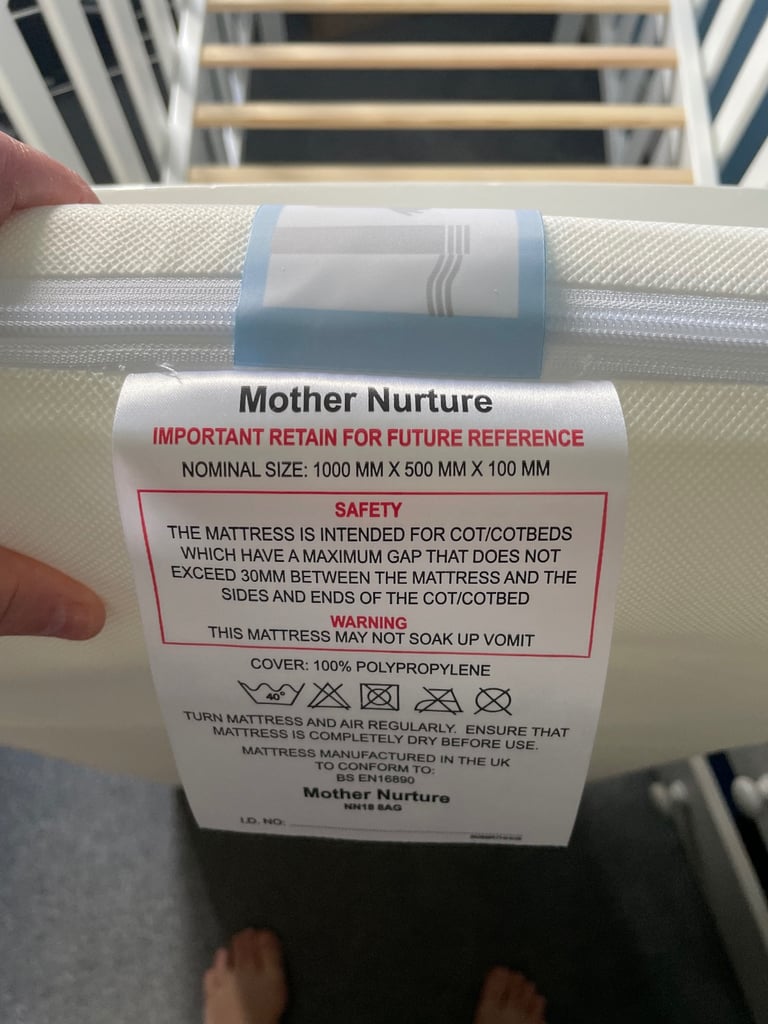 Mother Nurture
IMPORTANT RETAIN FOR FUTURE REFERENCE
NOMINAL SIZE: 1000 MM X 500 MM X 100 MM
SAFETY
THE MATTRESS IS INTENDED FOR COT/COTBEDS
WHICH HAVE A MAXIMUM GAP THAT DOES NOT
EXCEED 30MM BETWEEN THE MATTRESS AND THE
SIDES AND ENDS OF THE COT/COTBED
WARNING
THIS MATTRESS MAY NOT SOAK UP VOMIT
COVER: 100% POLYPROPYLENE
40°
TURN MATTRESS AND AIR REGULARLY. ENSURE THAT
MATTRESS IS COMPLETELY DRY BEFORE USE.
MATTRESS MANUFACTURED IN THE UK
TO CONFORM TO:
BS EN16890
Mother Nurture
NN18 8AG
I.D. NO: